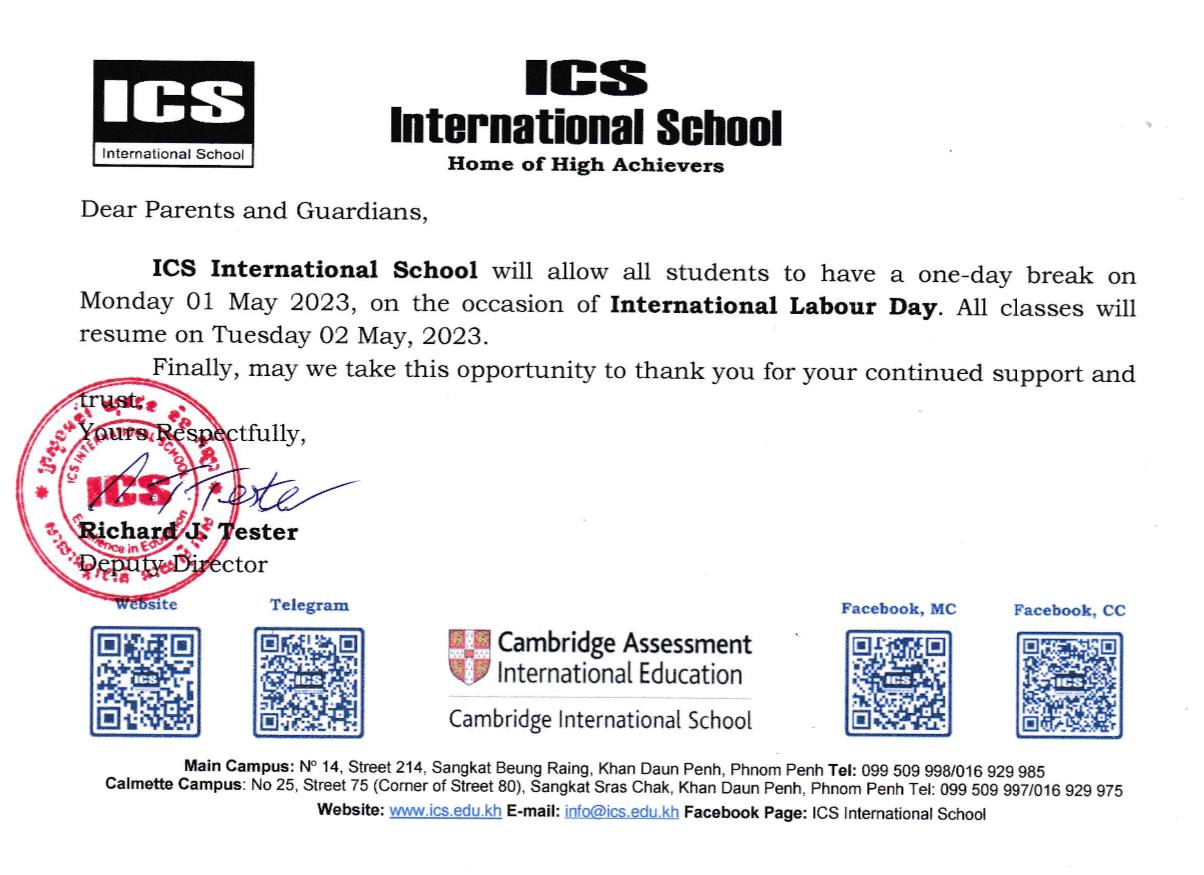 ICS
International School
ICS
International School
Home of High Achievers
Dear Parents and Guardians,
ICS International School will allow all students to have a one-day break on
Monday 01 May 2023, on the occasion of International Labour Day. All classes will
resume on Tuesday 02 May, 2023.
Finally, may we take this opportunity to thank you for your continued support and
trust.
Yours Respectfully,
ICS INTERNATIONAL SCHOOL
ICS
Excellence in Education
Richard J. Tester
Deputy Director
Website
Telegram
Facebook, MC
Facebook, CC
ICS
ICS
ICS
ICS
Cambridge Assessment
International Education
Cambridge International School
Main Campus: Nº 14, Street 214, Sangkat Beung Raing, Khan Daun Penh, Phnom Penh Tel: 099 509 998/016 929 985
Calmette Campus: No 25, Street 75 (Corner of Street 80), Sangkat Sras Chak, Khan Daun Penh, Phnom Penh Tel: 099 509 997/016 929 975
Website: www.ics.edu.kh E-mail: info@ics.edu.kh Facebook Page: ICS International School